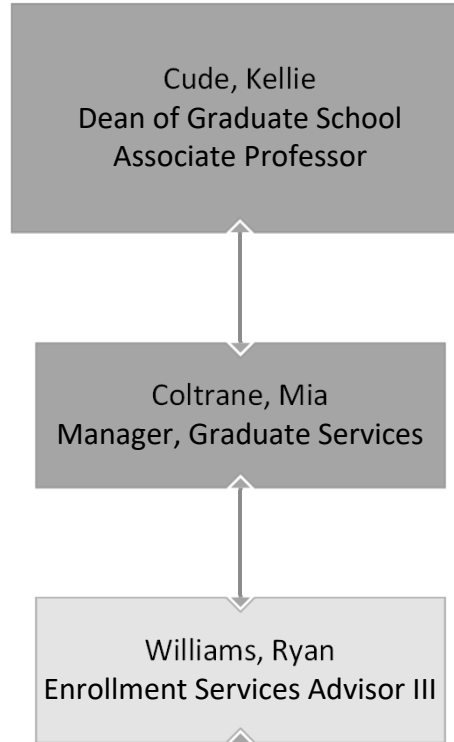 Cude, Kellie
Dean of Graduate School
Associate Professor
Coltrane, Mia
Manager, Graduate Services
Williams, Ryan
Enrollment Services Advisor III